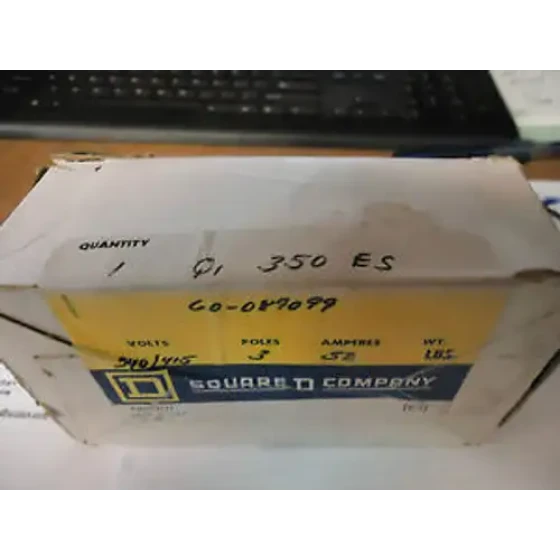 QUANTITY
1 Q1 350 ES
60-087099
VOLTS POLES AMPERES WT.
240/415 3 LBS
D SQUARE D COMPANY